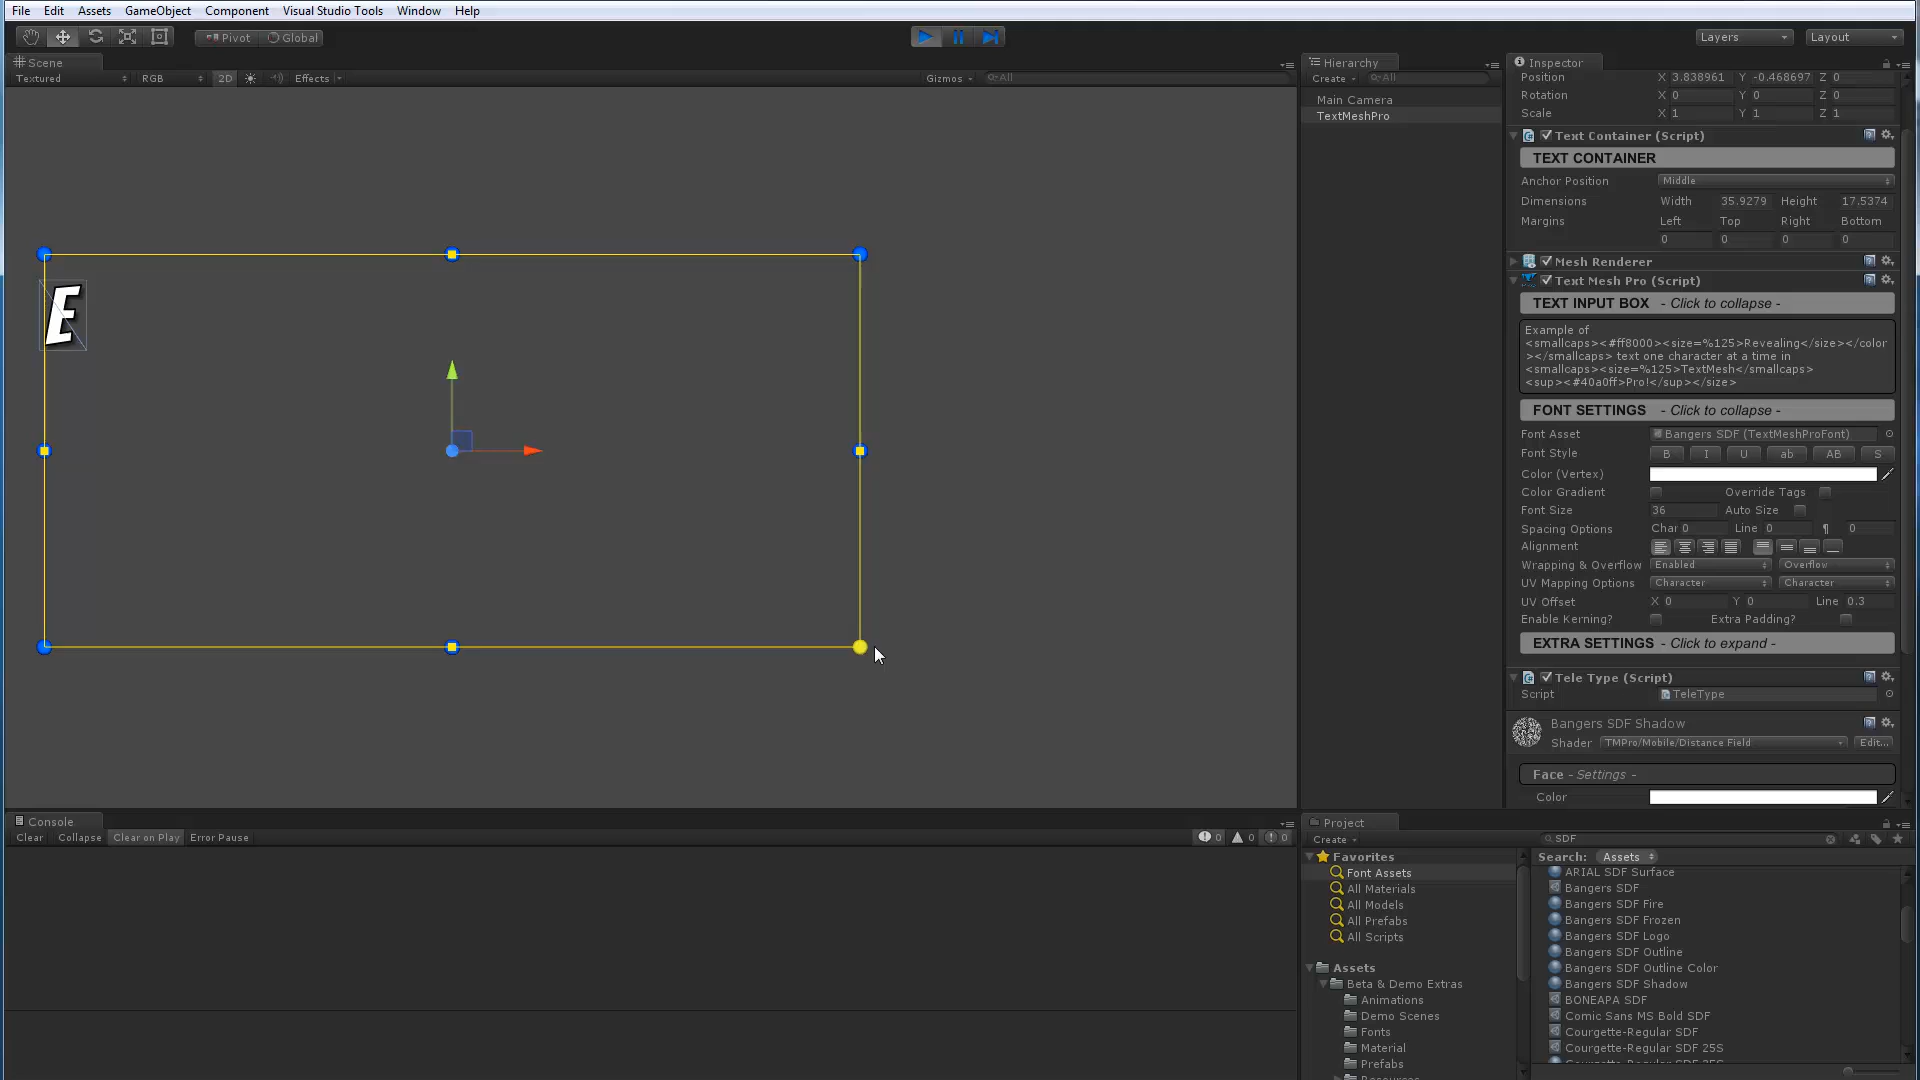 File Edit Assets GameObject Component Visual Studio Tools Window Help
Pivot Global Layers Layout
Scene
Textured RGB 2D Effects Gizmos All
E
Hierarchy
Create All
Main Camera
TextMeshPro
Inspector
Position X 3.838961 Y -0.468697 Z 0
Rotation X 0 Y 0 Z 0
Scale X 1 Y 1 Z 1
Text Container (Script)
TEXT CONTAINER
Anchor Position Middle
Dimensions Width 35.9279 Height 17.5374
Margins Left Top Right Bottom
0 0 0 0
Mesh Renderer
Text Mesh Pro (Script)
TEXT INPUT BOX - Click to collapse -
Example of
<smallcaps><#ff8000><size=%125>Revealing</size></color
></smallcaps> text one character at a time in
<smallcaps><size=%125>TextMesh</smallcaps>
<sup><#40a0ff>Pro!</sup></size>
FONT SETTINGS - Click to collapse -
Font Asset Bangers SDF (TextMeshProFont)
Font Style B I U ab AB S
Color (Vertex)
Color Gradient Override Tags
Font Size 36 Auto Size
Spacing Options Char 0 Line 0 ¶ 0
Alignment
Wrapping & Overflow Enabled Overflow
UV Mapping Options Character Character
UV Offset X 0 Y 0 Line 0.3
Enable Kerning? Extra Padding?
EXTRA SETTINGS - Click to expand -
Tele Type (Script)
Script TeleType
Bangers SDF Shadow
Shader TMPro/Mobile/Distance Field Edit...
Face - Settings -
Color
Console
Clear Collapse Clear on Play Error Pause 0 0 0
Project
Create SDF
Favorites
Font Assets
All Materials
All Models
All Prefabs
All Scripts
Assets
Beta & Demo Extras
Animations
Demo Scenes
Fonts
Material
Prefabs
Resources
Search: Assets
ARIAL SDF Surface
Bangers SDF
Bangers SDF Fire
Bangers SDF Frozen
Bangers SDF Logo
Bangers SDF Outline
Bangers SDF Outline Color
Bangers SDF Shadow
BONEAPA SDF
Comic Sans MS Bold SDF
Courgette-Regular SDF
Courgette-Regular SDF 25S